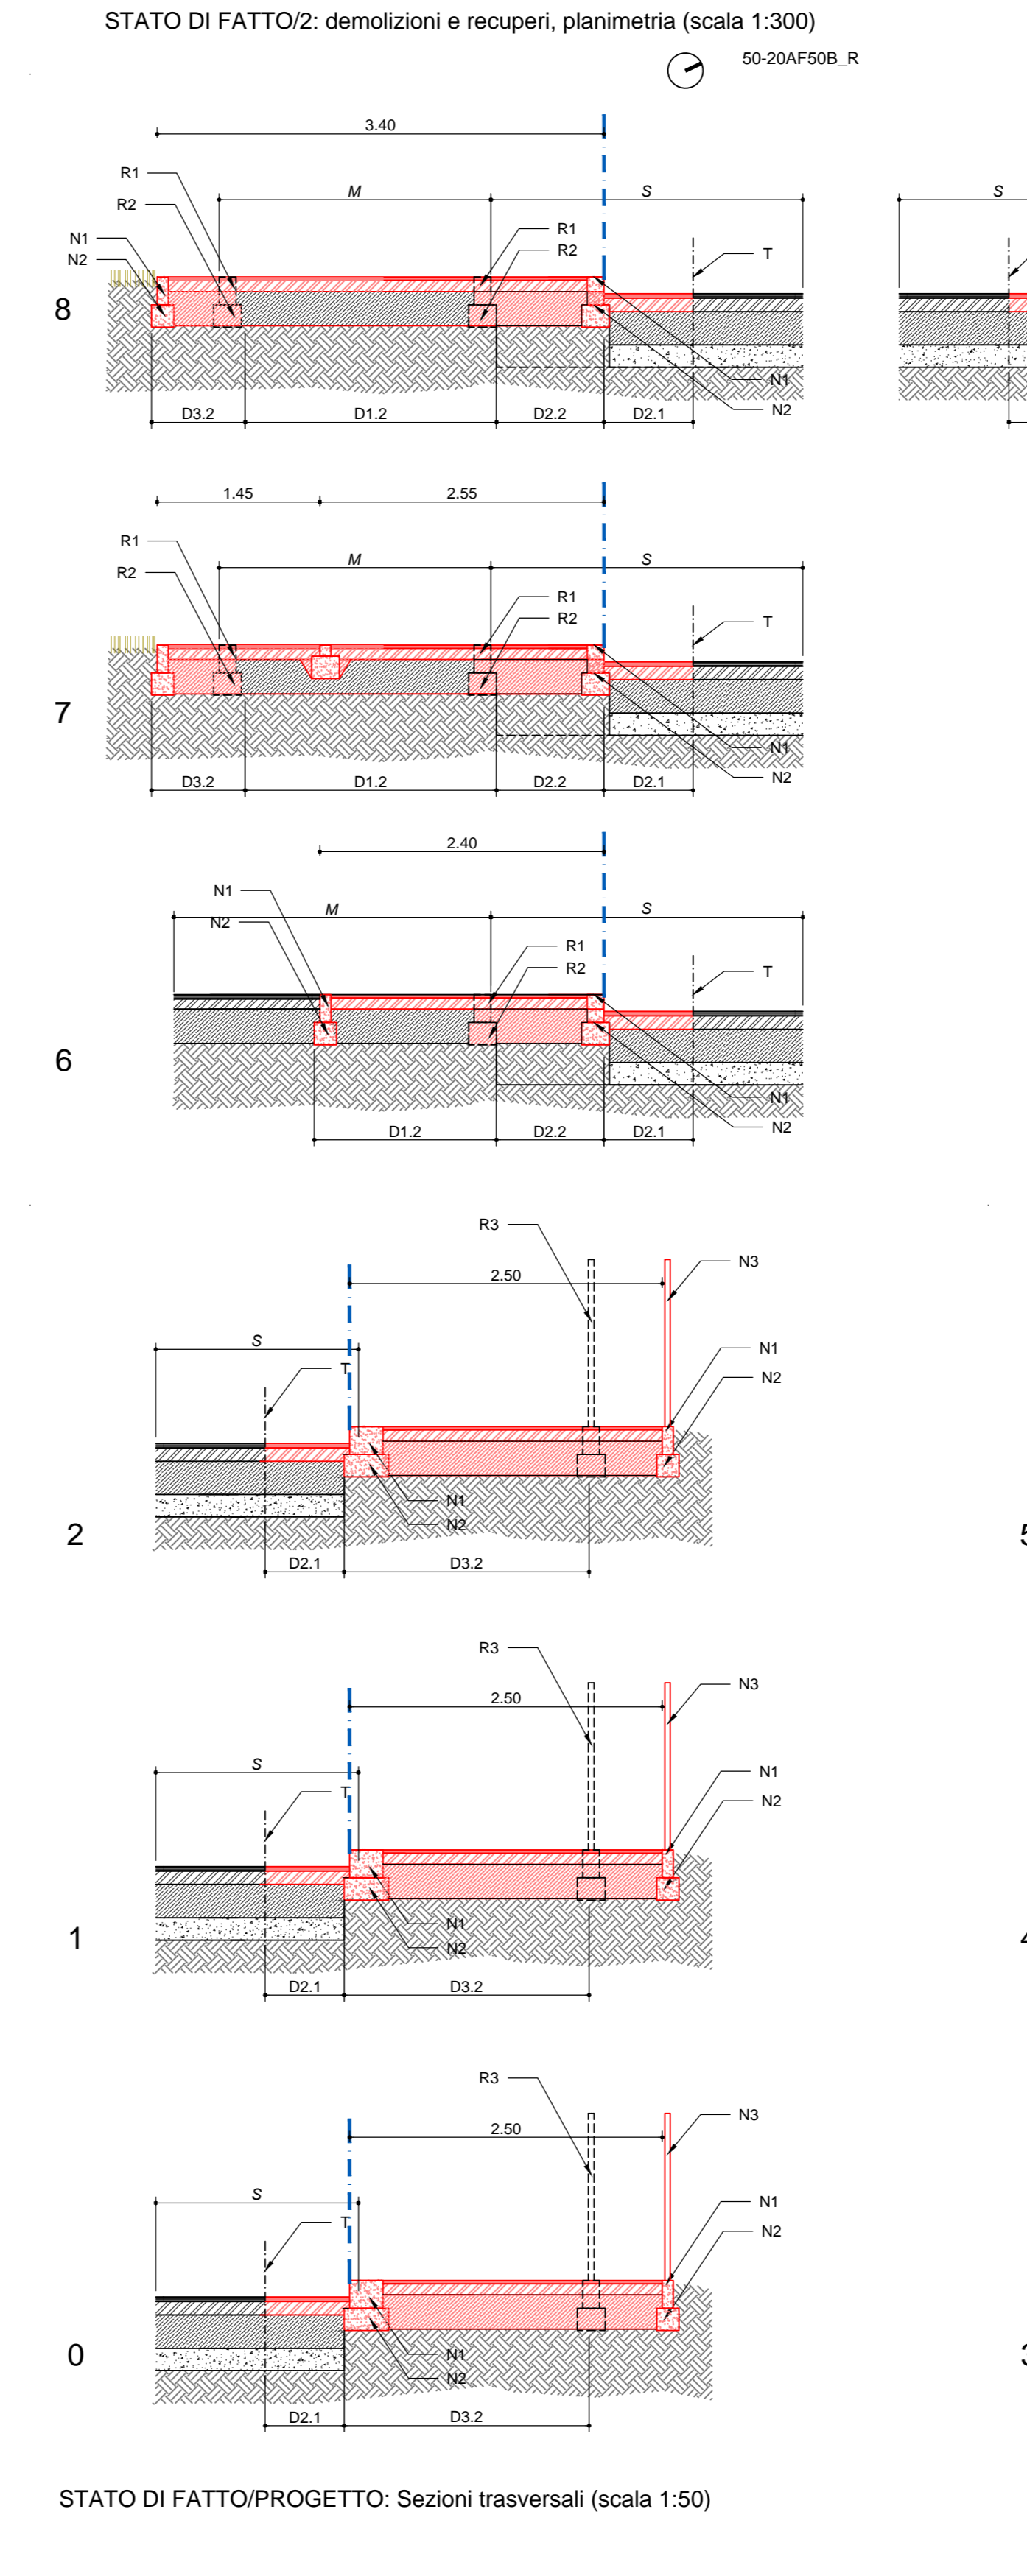 STATO DI FATTO/2: demolizioni e recuperi, planimetria (scala 1:300)
50-20AF50B_R
3.40
R1
M
S
S
R2
R1
N1
R2
T
N2
8
N1
N2
D3.2
D1.2
D2.2
D2.1
1.45
2.55
R1
M
S
R2
R1
R2
T
7
N1
N2
D3.2
D1.2
D2.2
D2.1
2.40
N1
M
S
N2
R1
R2
T
6
N1
N2
D1.2
D2.2
D2.1
R3
N3
2.50
S
N1
T
N2
N1
N2
2
D2.1
D3.2
R3
N3
2.50
S
N1
T
N2
N1
1
N2
D2.1
D3.2
R3
N3
2.50
S
N1
T
N2
N1
0
N2
D2.1
D3.2
STATO DI FATTO/PROGETTO: Sezioni trasversali (scala 1:50)